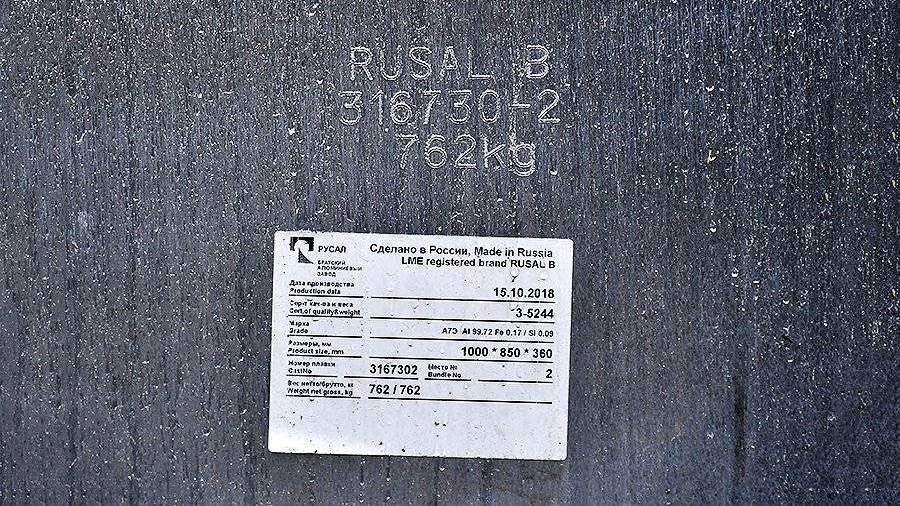 RUSAL B
316730-2
762kg
РУСАЛ
БРАТСКИЙ
АЛЮМИНИЕВЫЙ
ЗАВОД
Сделано в России, Made in Russia
LME registered brand RUSAL B
Дата производства
Production data
15.10.2018
Серт кач-ва и веса
Cert.of quality&weight
3-5244
Марка
Grade
А7Э Al 99.72 Fe 0.17 / Si 0.09
Размеры, мм
Product size, mm
1000 * 850 * 360
Номер плавки
Cast No
3167302
Место №
Bundle No
2
Вес нетто/брутто, кг
Weight net/gross, kg
762 / 762